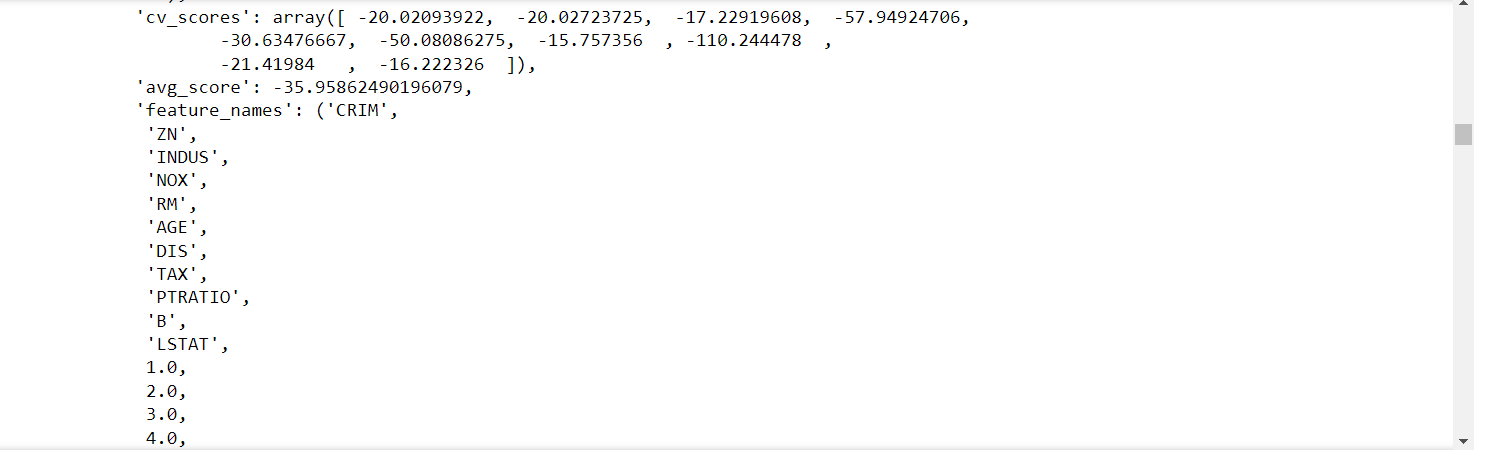 'cv_scores': array([ -20.02093922,  -20.02723725,  -17.22919608,  -57.94924706,
-30.63476667,  -50.08086275,  -15.757356  , -110.244478  ,
-21.41984   ,  -16.222326  ]),
'avg_score': -35.95862490196079,
'feature_names': ('CRIM',
'ZN',
'INDUS',
'NOX',
'RM',
'AGE',
'DIS',
'TAX',
'PTRATIO',
'B',
'LSTAT',
1.0,
2.0,
3.0,
4.0,